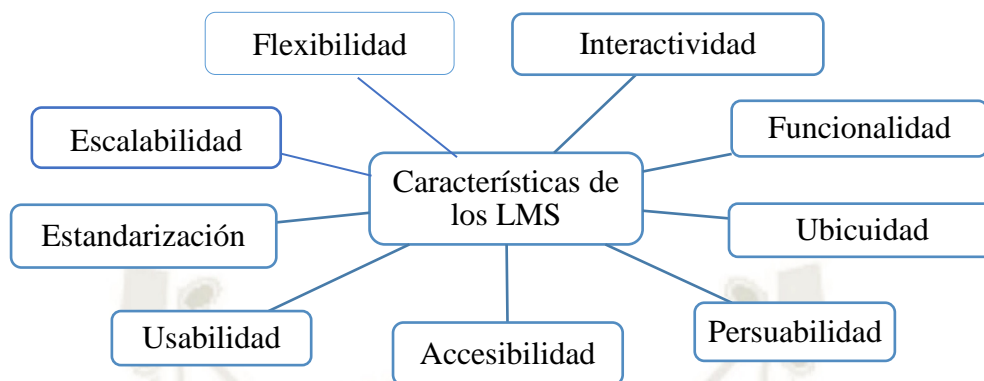 Flexibilidad
Interactividad
Escalabilidad
Funcionalidad
Características de
los LMS
Estandarización
Ubicuidad
Usabilidad
Accesibilidad
Persuabilidad